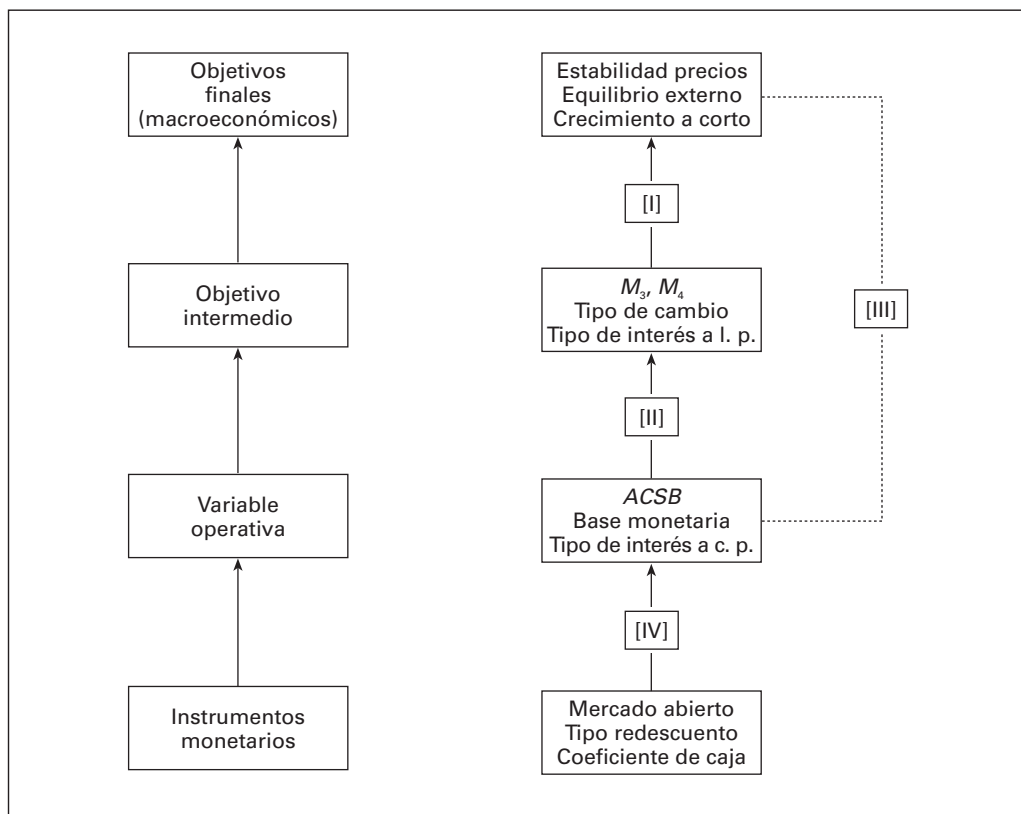 Objetivos
finales
(macroeconómicos)
Objetivo
intermedio
Variable
operativa
Instrumentos
monetarios
Estabilidad precios
Equilibrio externo
Crecimiento a corto
[I]
M₃, M₄
Tipo de cambio
Tipo de interés a l. p.
[II]
[III]
ACSB
Base monetaria
Tipo de interés a c. p.
[IV]
Mercado abierto
Tipo redescuento
Coeficiente de caja